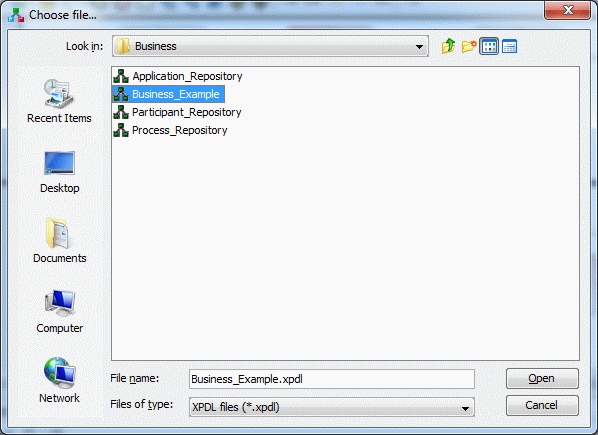 Choose file...
Look in: Business
Application_Repository
Business_Example
Participant_Repository
Process_Repository
Recent Items
Desktop
Documents
Computer
Network
File name: Business_Example.xpdl Open
Files of type: XPDL files (*.xpdl) Cancel